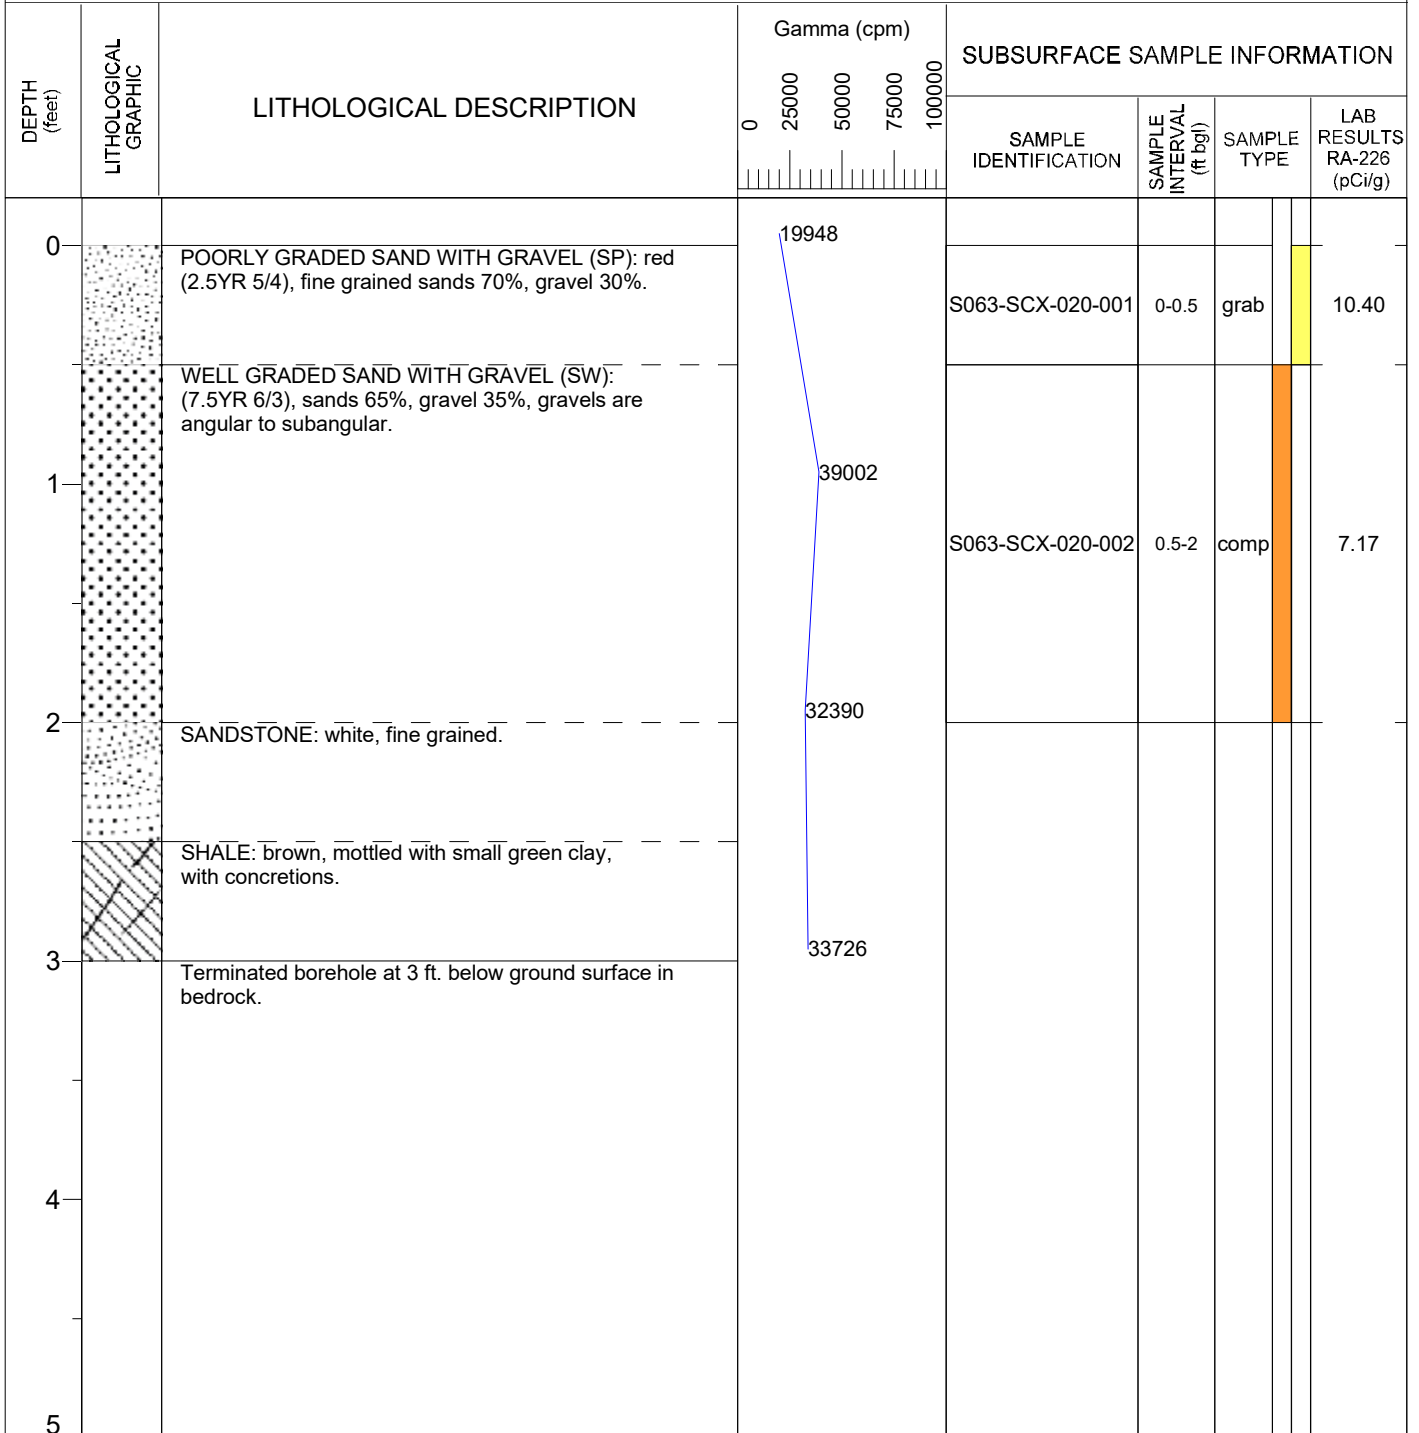 DEPTH
(feet)
LITHOLOGICAL
GRAPHIC
LITHOLOGICAL DESCRIPTION
Gamma (cpm)
0
25000
50000
75000
100000
SUBSURFACE SAMPLE INFORMATION
SAMPLE
IDENTIFICATION
SAMPLE
INTERVAL
(ft bgl)
SAMPLE
TYPE
LAB
RESULTS
RA-226
(pCi/g)
0
19948
POORLY GRADED SAND WITH GRAVEL (SP): red
(2.5YR 5/4), fine grained sands 70%, gravel 30%.
S063-SCX-020-001 0-0.5 grab 10.40
WELL GRADED SAND WITH GRAVEL (SW):
(7.5YR 6/3), sands 65%, gravel 35%, gravels are
angular to subangular.
1
39002
S063-SCX-020-002 0.5-2 comp 7.17
2
32390
SANDSTONE: white, fine grained.
SHALE: brown, mottled with small green clay,
with concretions.
3
33726
Terminated borehole at 3 ft. below ground surface in
bedrock.
4
5